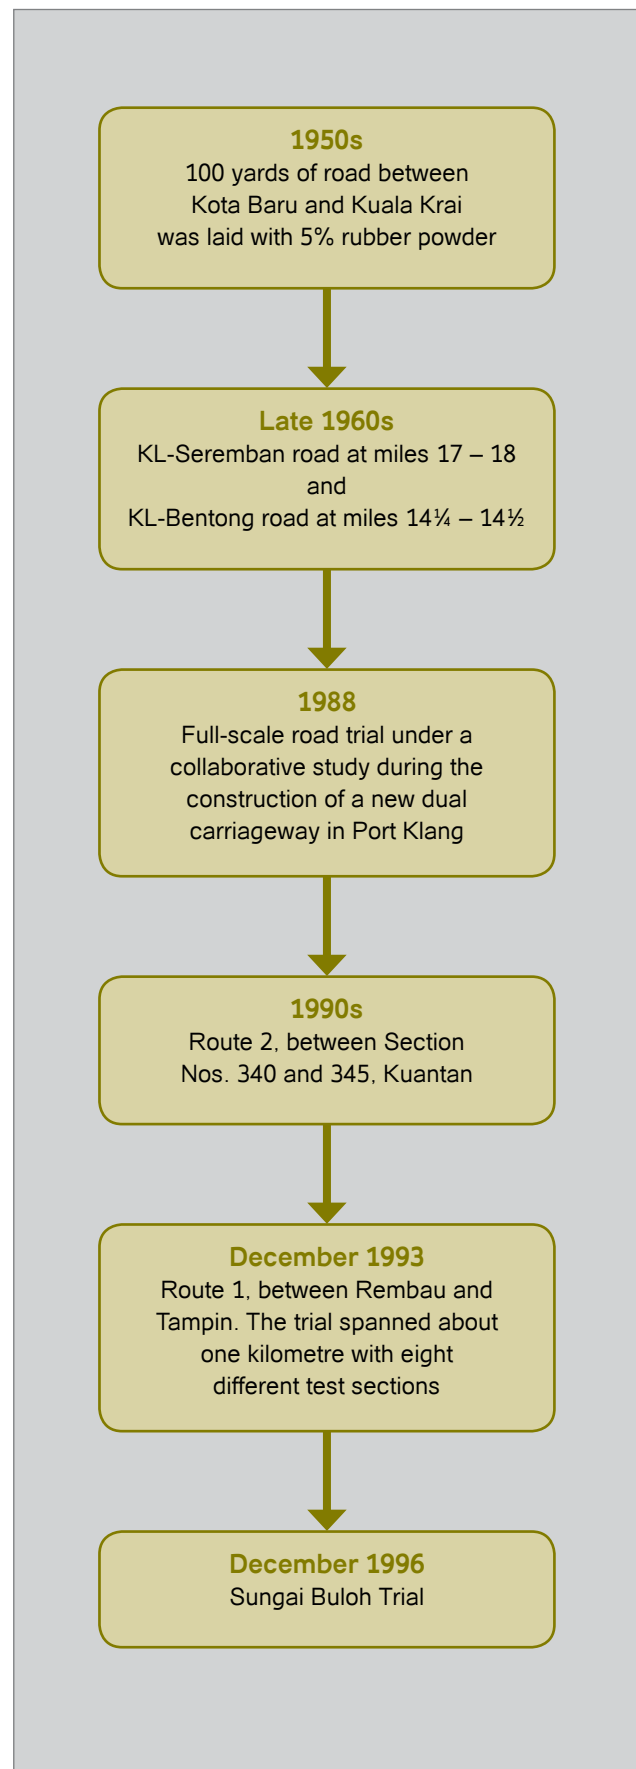 1950s
100 yards of road between
Kota Baru and Kuala Krai
was laid with 5% rubber powder
Late 1960s
KL-Seremban road at miles 17 – 18
and
KL-Bentong road at miles 14¼ – 14½
1988
Full-scale road trial under a
collaborative study during the
construction of a new dual
carriageway in Port Klang
1990s
Route 2, between Section
Nos. 340 and 345, Kuantan
December 1993
Route 1, between Rembau and
Tampin. The trial spanned about
one kilometre with eight
different test sections
December 1996
Sungai Buloh Trial